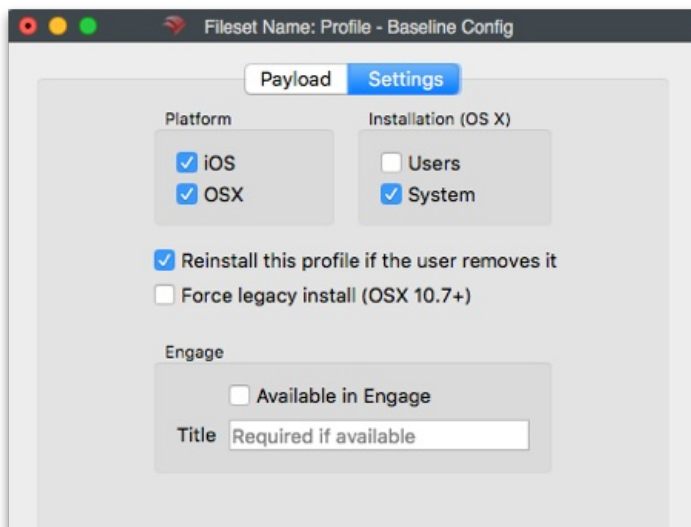 Fileset Name: Profile - Baseline Config
Payload Settings
Platform Installation (OS X)
iOS Users
OSX System
Reinstall this profile if the user removes it
Force legacy install (OSX 10.7+)
Engage
Available in Engage
Title Required if available